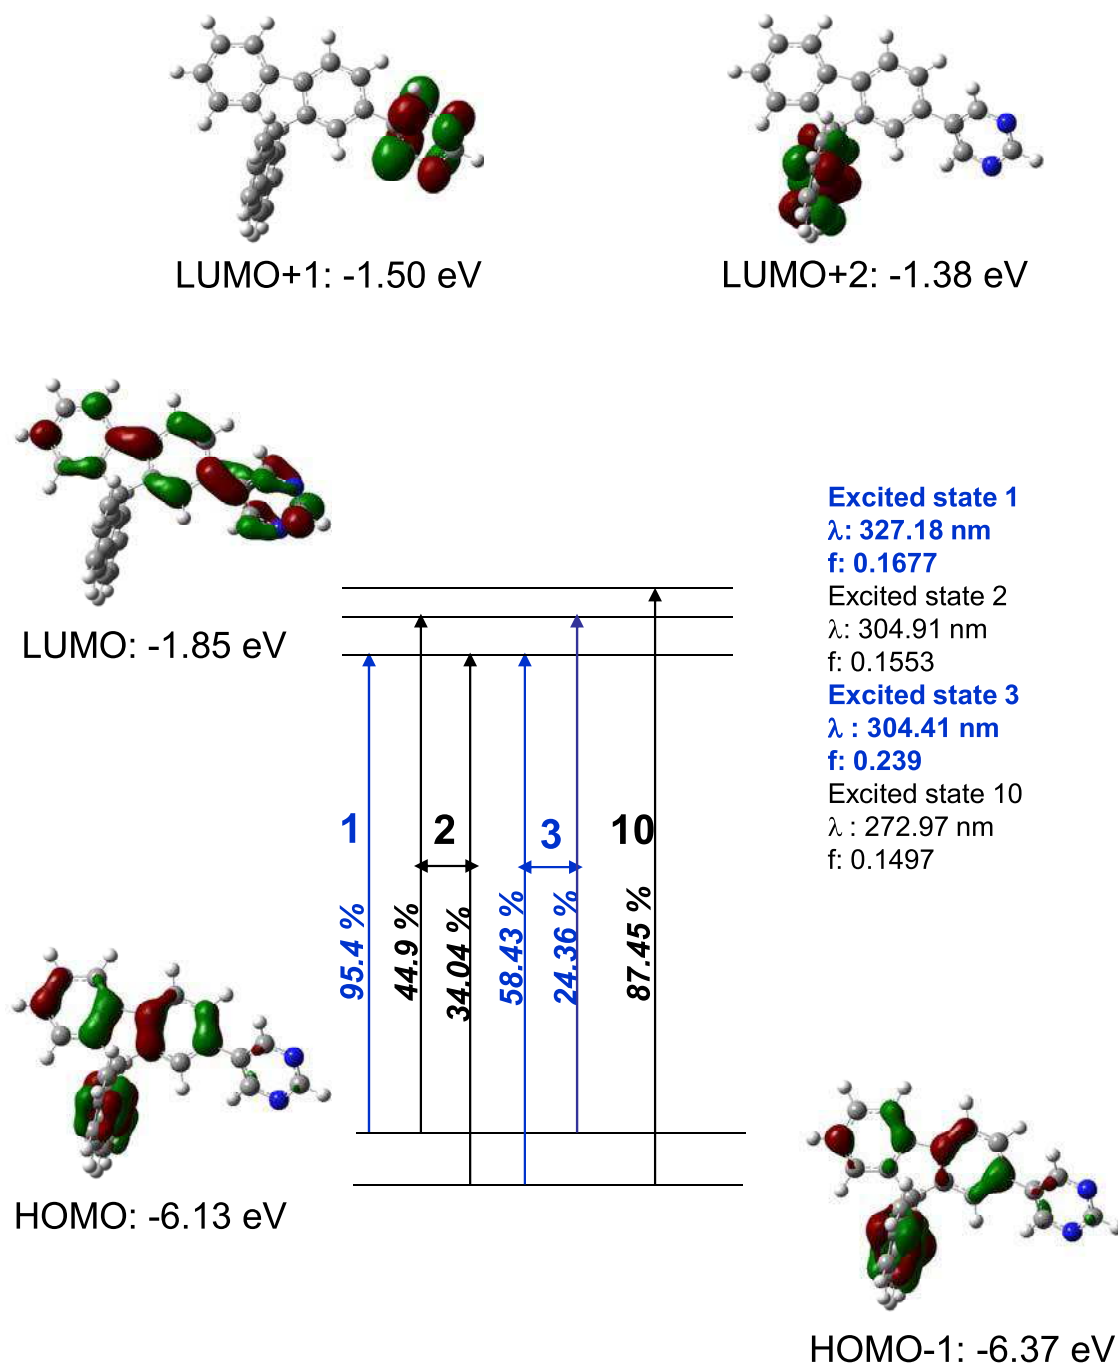 LUMO+1: -1.50 eV
LUMO+2: -1.38 eV
LUMO: -1.85 eV
Excited state 1
λ: 327.18 nm
f: 0.1677
Excited state 2
λ: 304.91 nm
f: 0.1553
Excited state 3
λ : 304.41 nm
f: 0.239
Excited state 10
λ : 272.97 nm
f: 0.1497
1
2
3
10
95.4 %
44.9 %
34.04 %
58.43 %
24.36 %
87.45 %
HOMO: -6.13 eV
HOMO-1: -6.37 eV